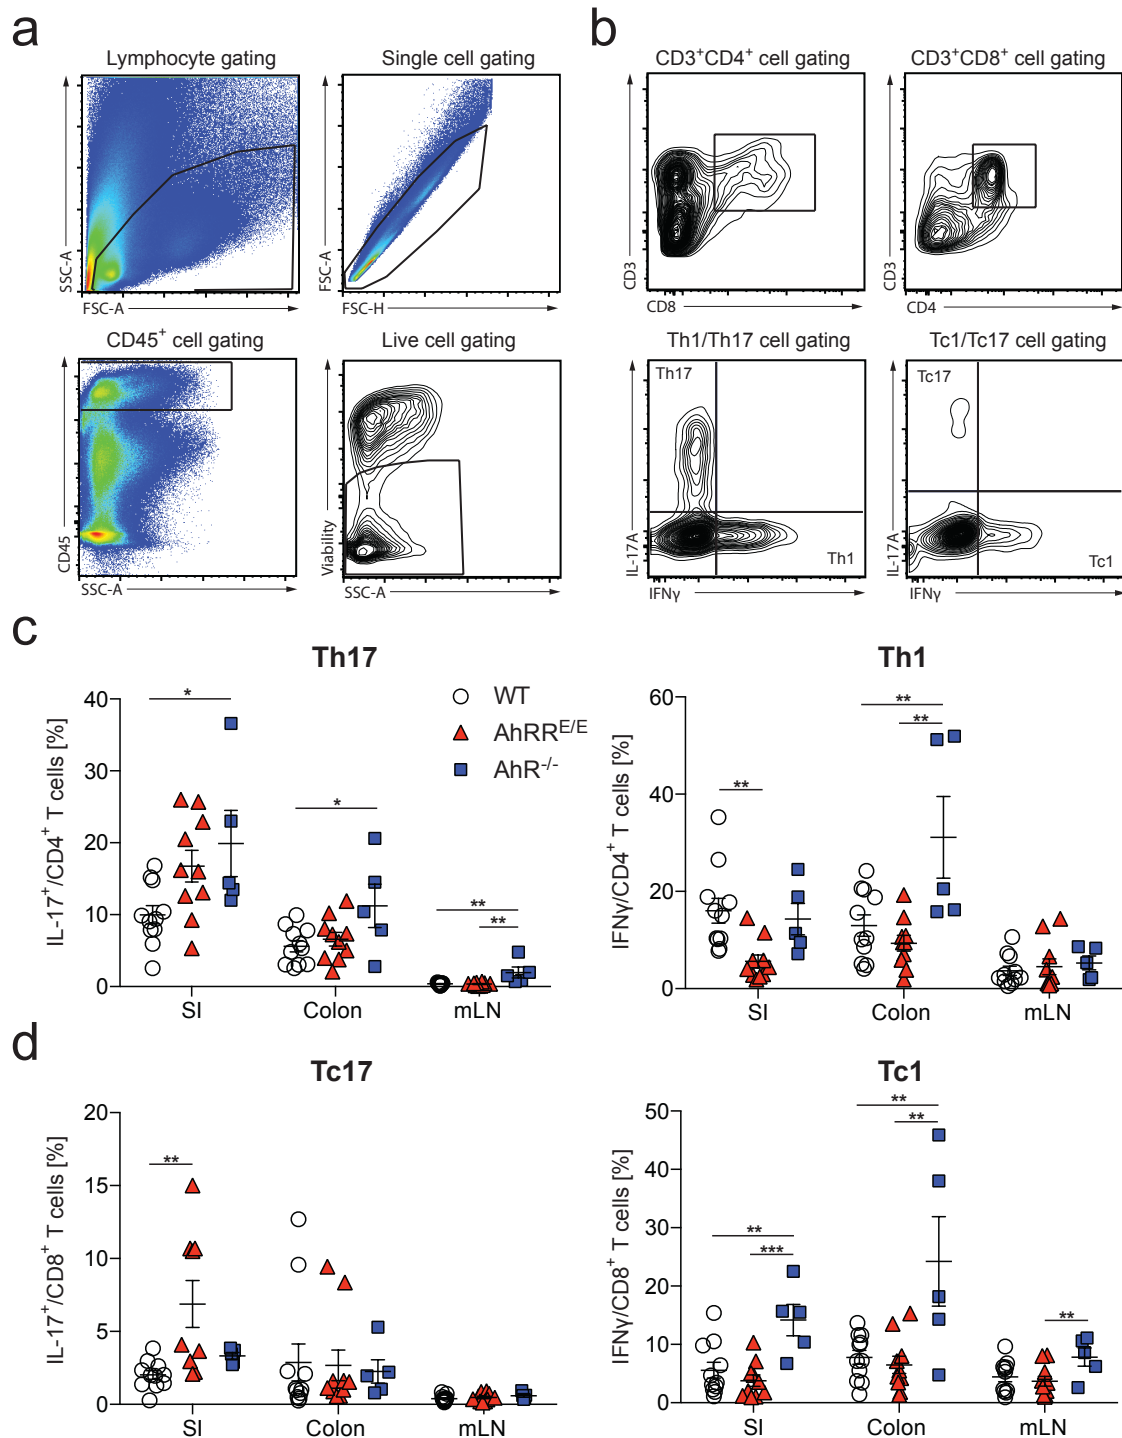 a
b
Lymphocyte gating
Single cell gating
CD3⁺CD4⁺ cell gating
CD3⁺CD8⁺ cell gating
SSC-A
FSC-A
FSC-A
FSC-H
CD3
CD8
CD3
CD4
CD45⁺ cell gating
Live cell gating
Th1/Th17 cell gating
Tc1/Tc17 cell gating
CD45
SSC-A
Viability
SSC-A
Th17
IL-17A
Th1
IFNγ
Tc17
IL-17A
Tc1
IFNγ
c
Th17
Th1
WT
AhRR^E/E
AhR^-/-
IL-17⁺/CD4⁺ T cells [%]
40
30
20
10
0
*
*
**
**
SI Colon mLN
IFNγ/CD4⁺ T cells [%]
60
40
20
0
**
**
**
SI Colon mLN
d
Tc17
Tc1
IL-17⁺/CD8⁺ T cells [%]
20
15
10
5
0
**
SI Colon mLN
IFNγ/CD8⁺ T cells [%]
50
40
30
20
10
0
**
***
**
**
**
SI Colon mLN